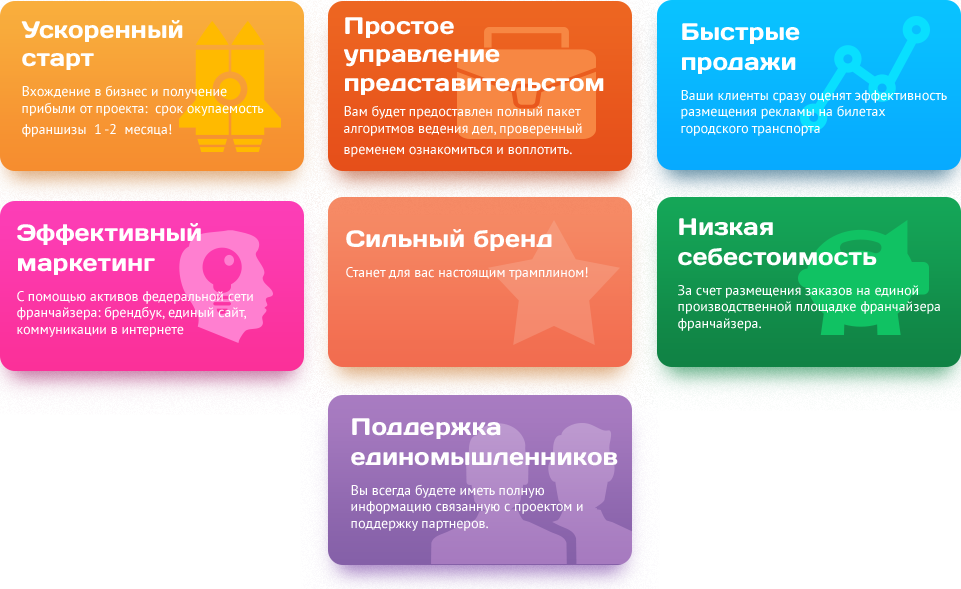 Ускоренный
старт
Вхождение в бизнес и получение
прибыли от проекта: срок окупаемость
франшизы 1 -2 месяца!
Простое
управление
представительстом
Вам будет предоставлен полный пакет
алгоритмов ведения дел, проверенный
временем ознакомиться и воплотить.
Быстрые
продажи
Ваши клиенты сразу оценят эффективность
размещения рекламы на билетах
городского транспорта
Эффективный
маркетинг
С помощью активов федеральной сети
франчайзера: брендбук, единый сайт,
коммуникации в интернете
Сильный бренд
Станет для вас настоящим трамплином!
Низкая
себестоимость
За счет размещения заказов на единой
производственной площадке франчайзера
франчайзера.
Поддержка
единомышленников
Вы всегда будете иметь полную
информацию связанную с проектом и
поддержку партнеров.